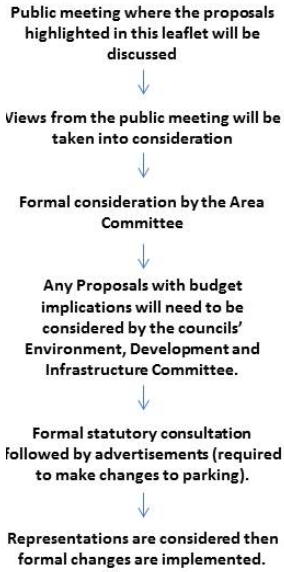 Public meeting where the proposals
highlighted in this leaflet will be
discussed
Views from the public meeting will be
taken into consideration
Formal consideration by the Area
Committee
Any Proposals with budget
implications will need to be
considered by the councils’
Environment, Development and
Infrastructure Committee.
Formal statutory consultation
followed by advertisements (required
to make changes to parking).
Representations are considered then
formal changes are implemented.